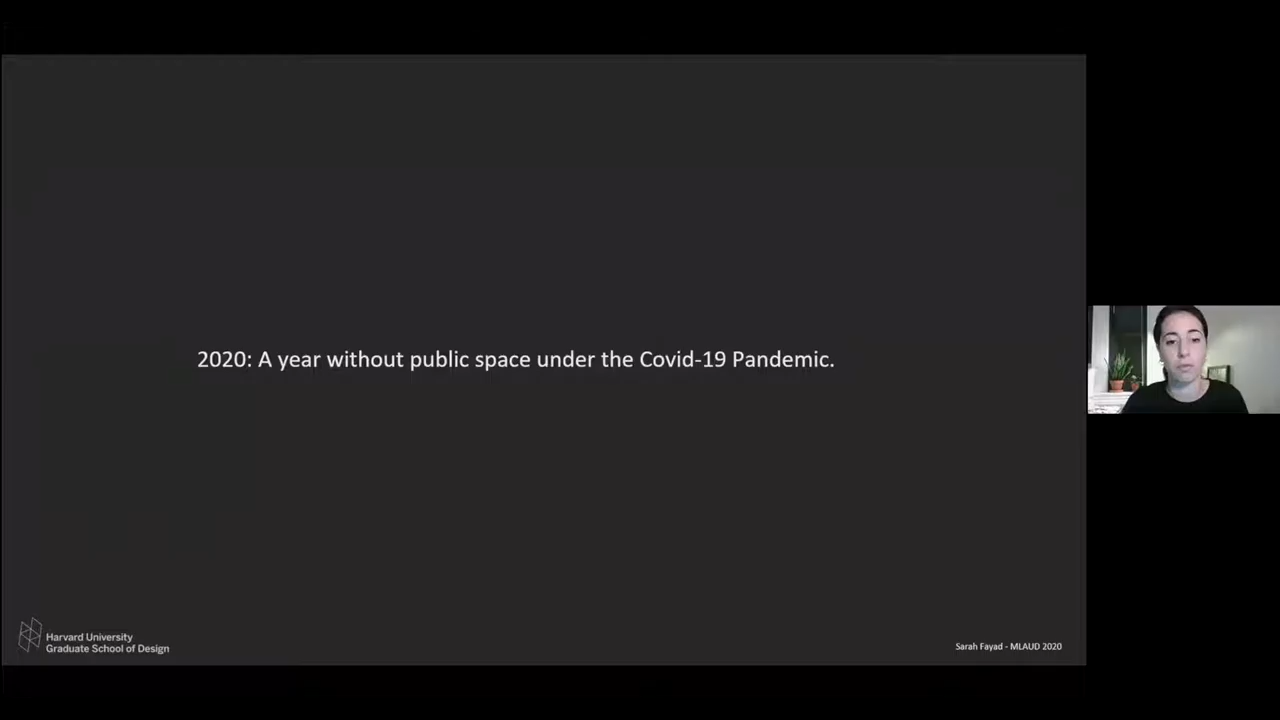 2020: A year without public space under the Covid-19 Pandemic.
Harvard University
Graduate School of Design
Sarah Fayad - MLAUD 2020